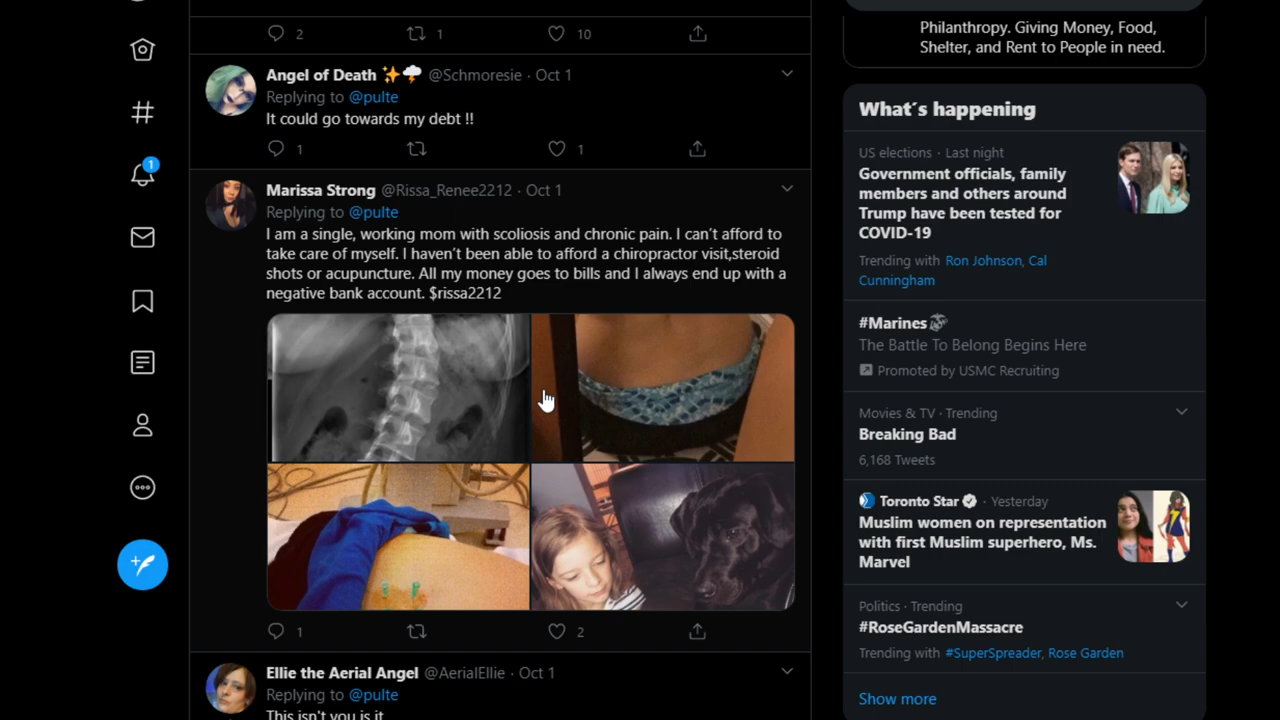 2 1 10
Angel of Death ✨🌩️ @Schmoresie · Oct 1
Replying to @pulte
It could go towards my debt !!
1 1
Marissa Strong @Rissa_Renee2212 · Oct 1
Replying to @pulte
I am a single, working mom with scoliosis and chronic pain. I can´t afford to
take care of myself. I haven´t been able to afford a chiropractor visit,steroid
shots or acupuncture. All my money goes to bills and I always end up with a
negative bank account. $rissa2212
1 2
Ellie the Aerial Angel @AerialEllie · Oct 1
Replying to @pulte
This isn't you is it
1
Philanthropy. Giving Money, Food,
Shelter, and Rent to People in need.
What´s happening
US elections · Last night
Government officials, family
members and others around
Trump have been tested for
COVID-19
Trending with Ron Johnson, Cal
Cunningham
#Marines
The Battle To Belong Begins Here
Promoted by USMC Recruiting
Movies & TV · Trending
Breaking Bad
6,168 Tweets
Toronto Star · Yesterday
Muslim women on representation
with first Muslim superhero, Ms.
Marvel
Politics · Trending
#RoseGardenMassacre
Trending with #SuperSpreader, Rose Garden
Show more